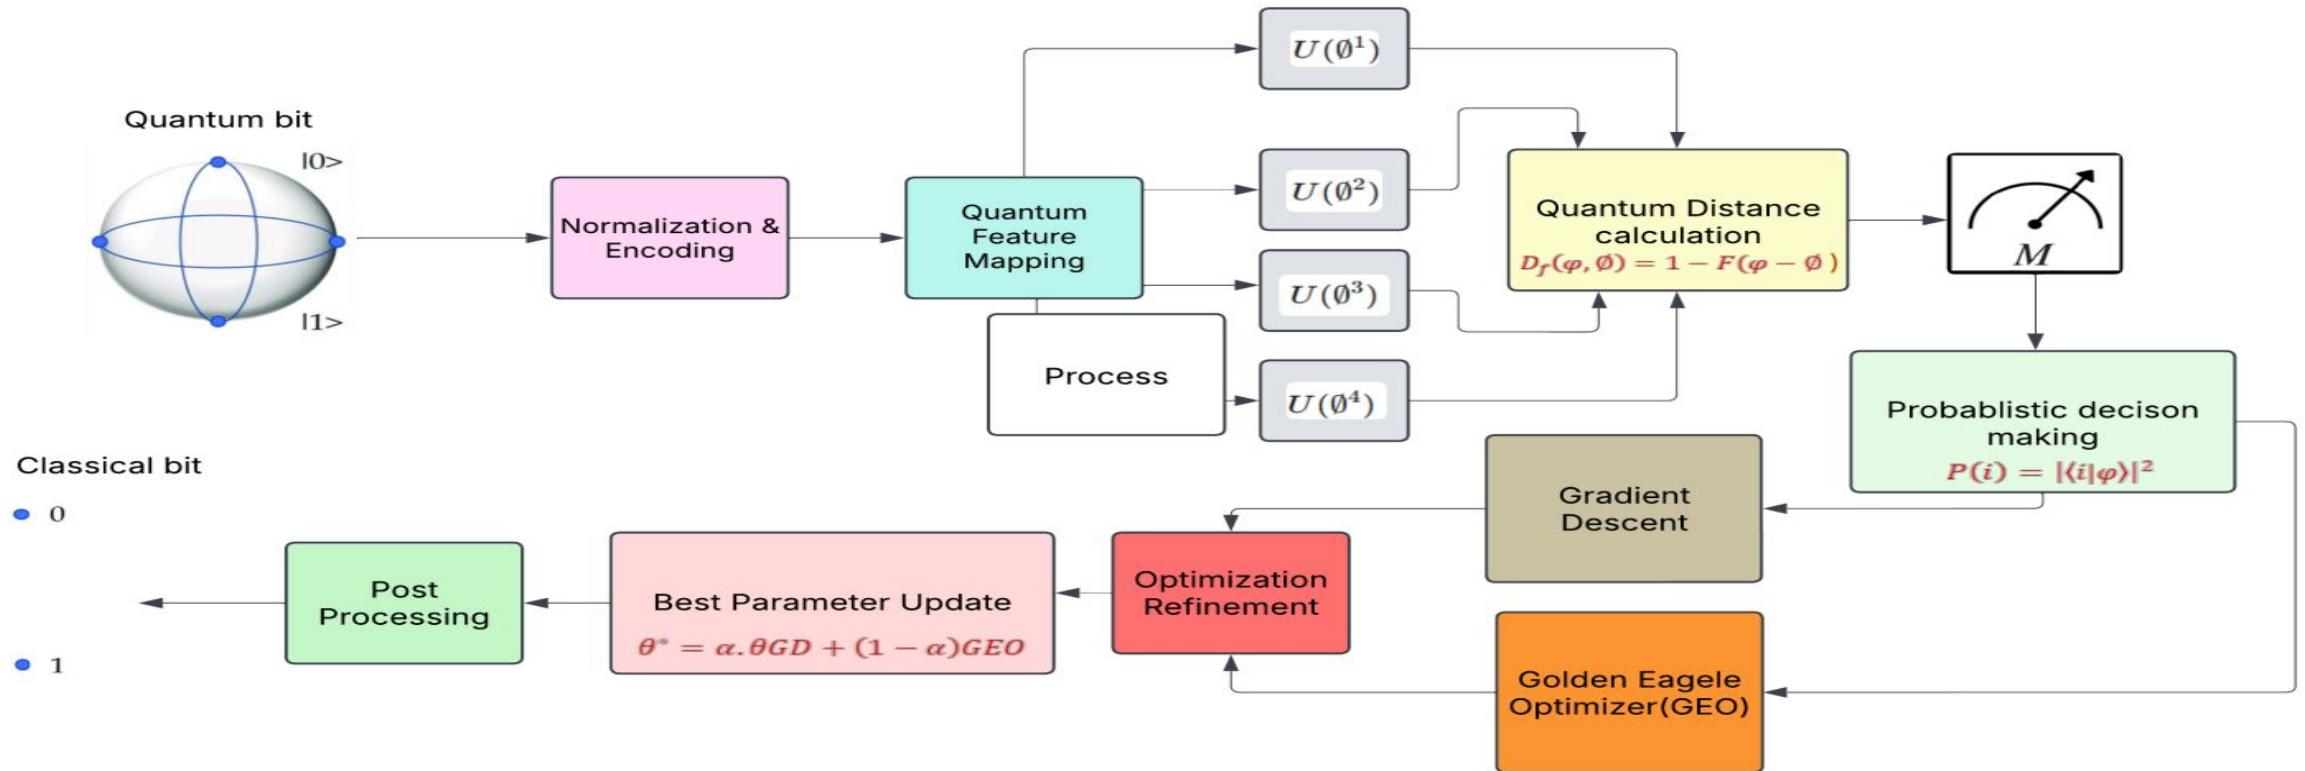 Quantum bit
|0>
|1>
Normalization &
Encoding
Quantum
Feature
Mapping
Process
U(∅¹)
U(∅²)
U(∅³)
U(∅⁴)
Quantum Distance
calculation
D_f(φ,∅) = 1 − F(φ − ∅ )
M
Probablistic decison
making
P(i) = |⟨i|φ⟩|²
Gradient
Descent
Golden Eagele
Optimizer(GEO)
Optimization
Refinement
Best Parameter Update
θ* = α.θGD + (1 − α)GEO
Post
Processing
Classical bit
0
1